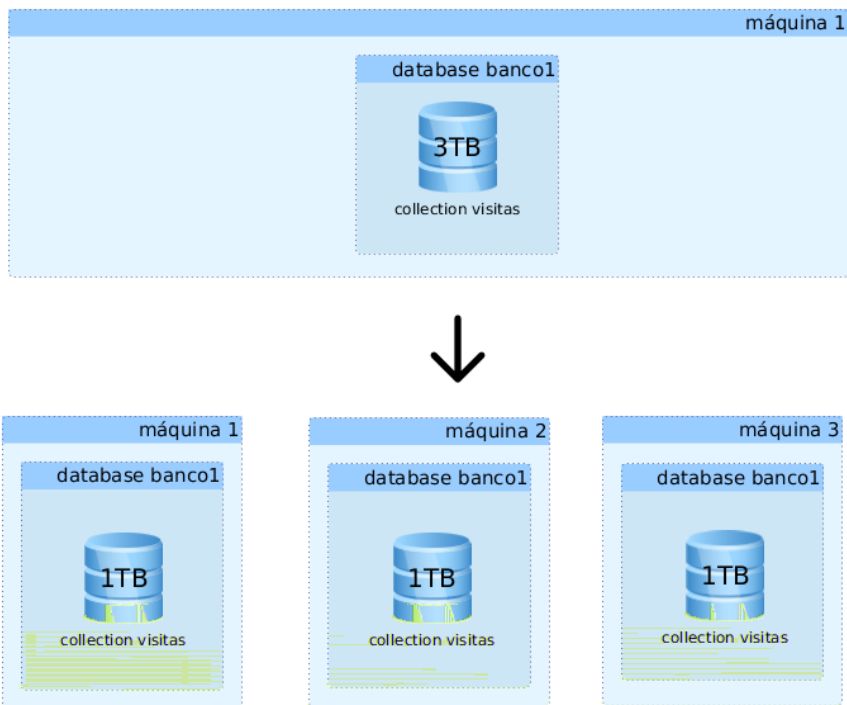 máquina 1
database banco1
3TB
collection visitas
máquina 1
database banco1
1TB
collection visitas
máquina 2
database banco1
1TB
collection visitas
máquina 3
database banco1
1TB
collection visitas